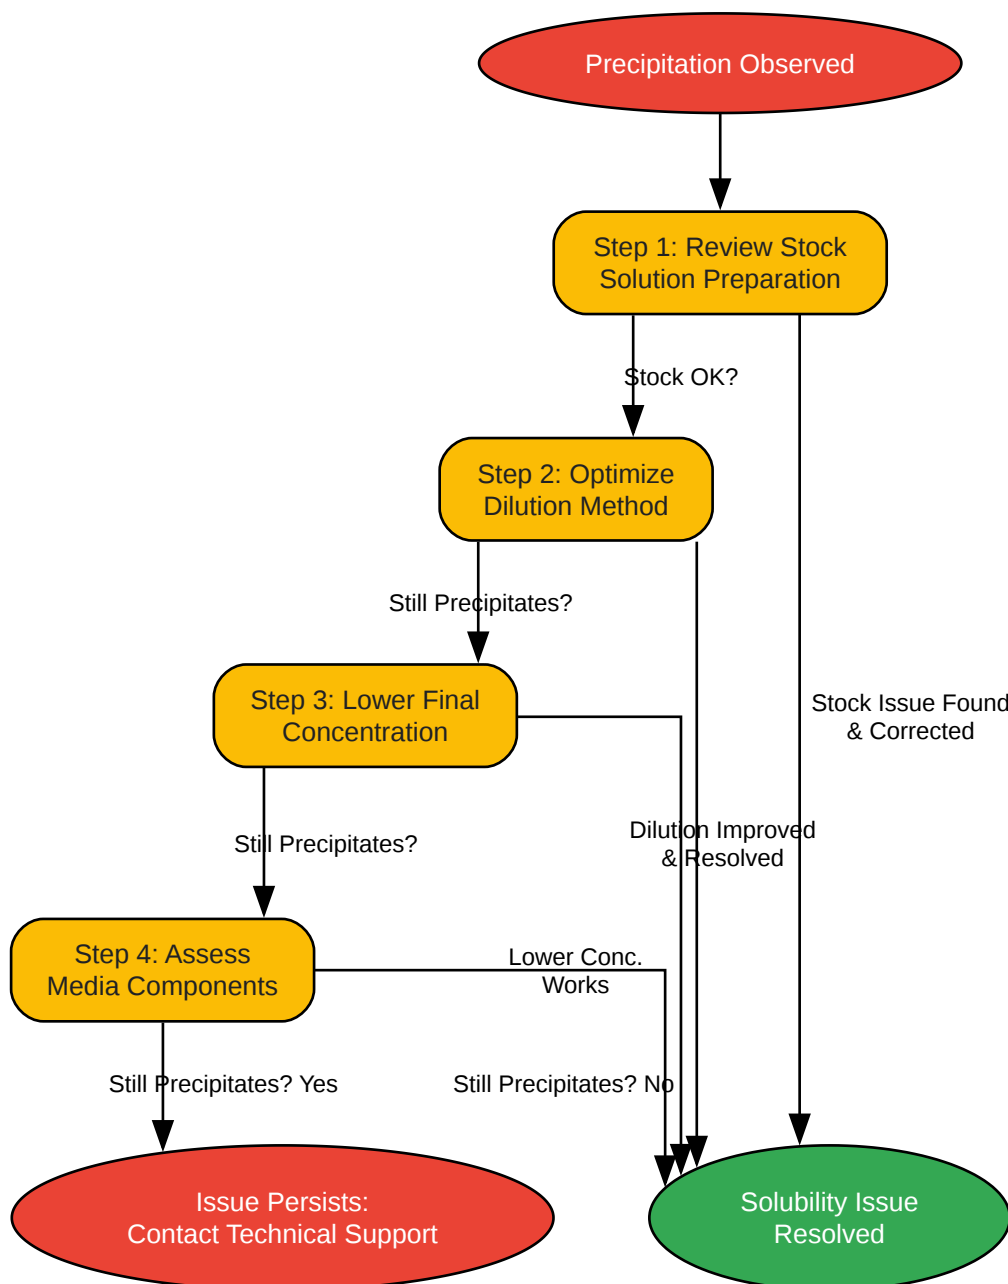 Precipitation Observed
Step 1: Review Stock
Solution Preparation
Stock OK?
Step 2: Optimize
Dilution Method
Still Precipitates?
Step 3: Lower Final
Concentration
Stock Issue Found
& Corrected
Still Precipitates?
Dilution Improved
& Resolved
Step 4: Assess
Media Components
Lower Conc.
Works
Still Precipitates? Yes
Still Precipitates? No
Issue Persists:
Contact Technical Support
Solubility Issue
Resolved